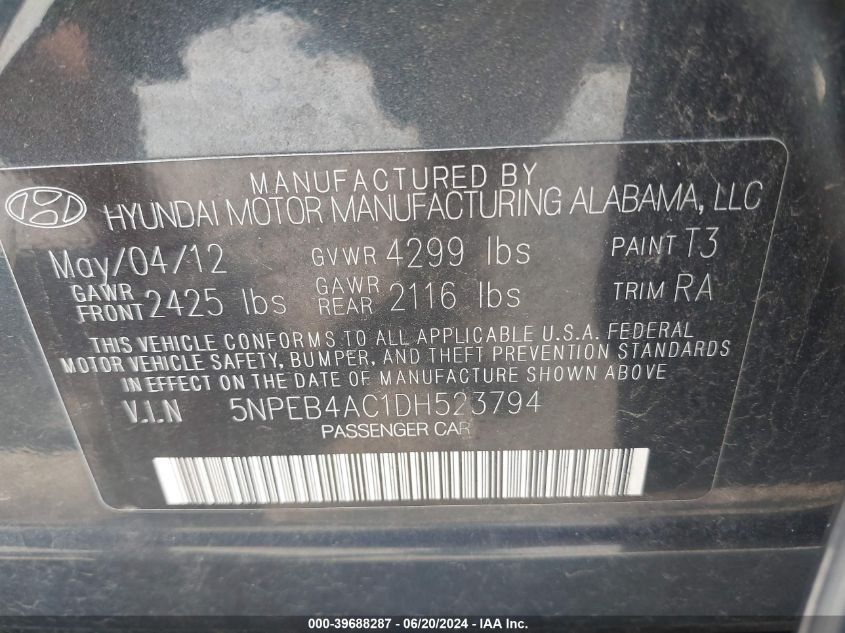 MANUFACTURED BY
HYUNDAI MOTOR MANUFACTURING ALABAMA, LLC
May/04/12 GVWR 4299 lbs PAINT T3
GAWR FRONT 2425 lbs GAWR REAR 2116 lbs TRIM RA
THIS VEHICLE CONFORMS TO ALL APPLICABLE U.S.A. FEDERAL
MOTOR VEHICLE SAFETY, BUMPER, AND THEFT PREVENTION STANDARDS
IN EFFECT ON THE DATE OF MANUFACTURE SHOWN ABOVE
V.I.N 5NPEB4AC1DH523794
PASSENGER CAR
000-39688287 - 06/20/2024 - IAA Inc.